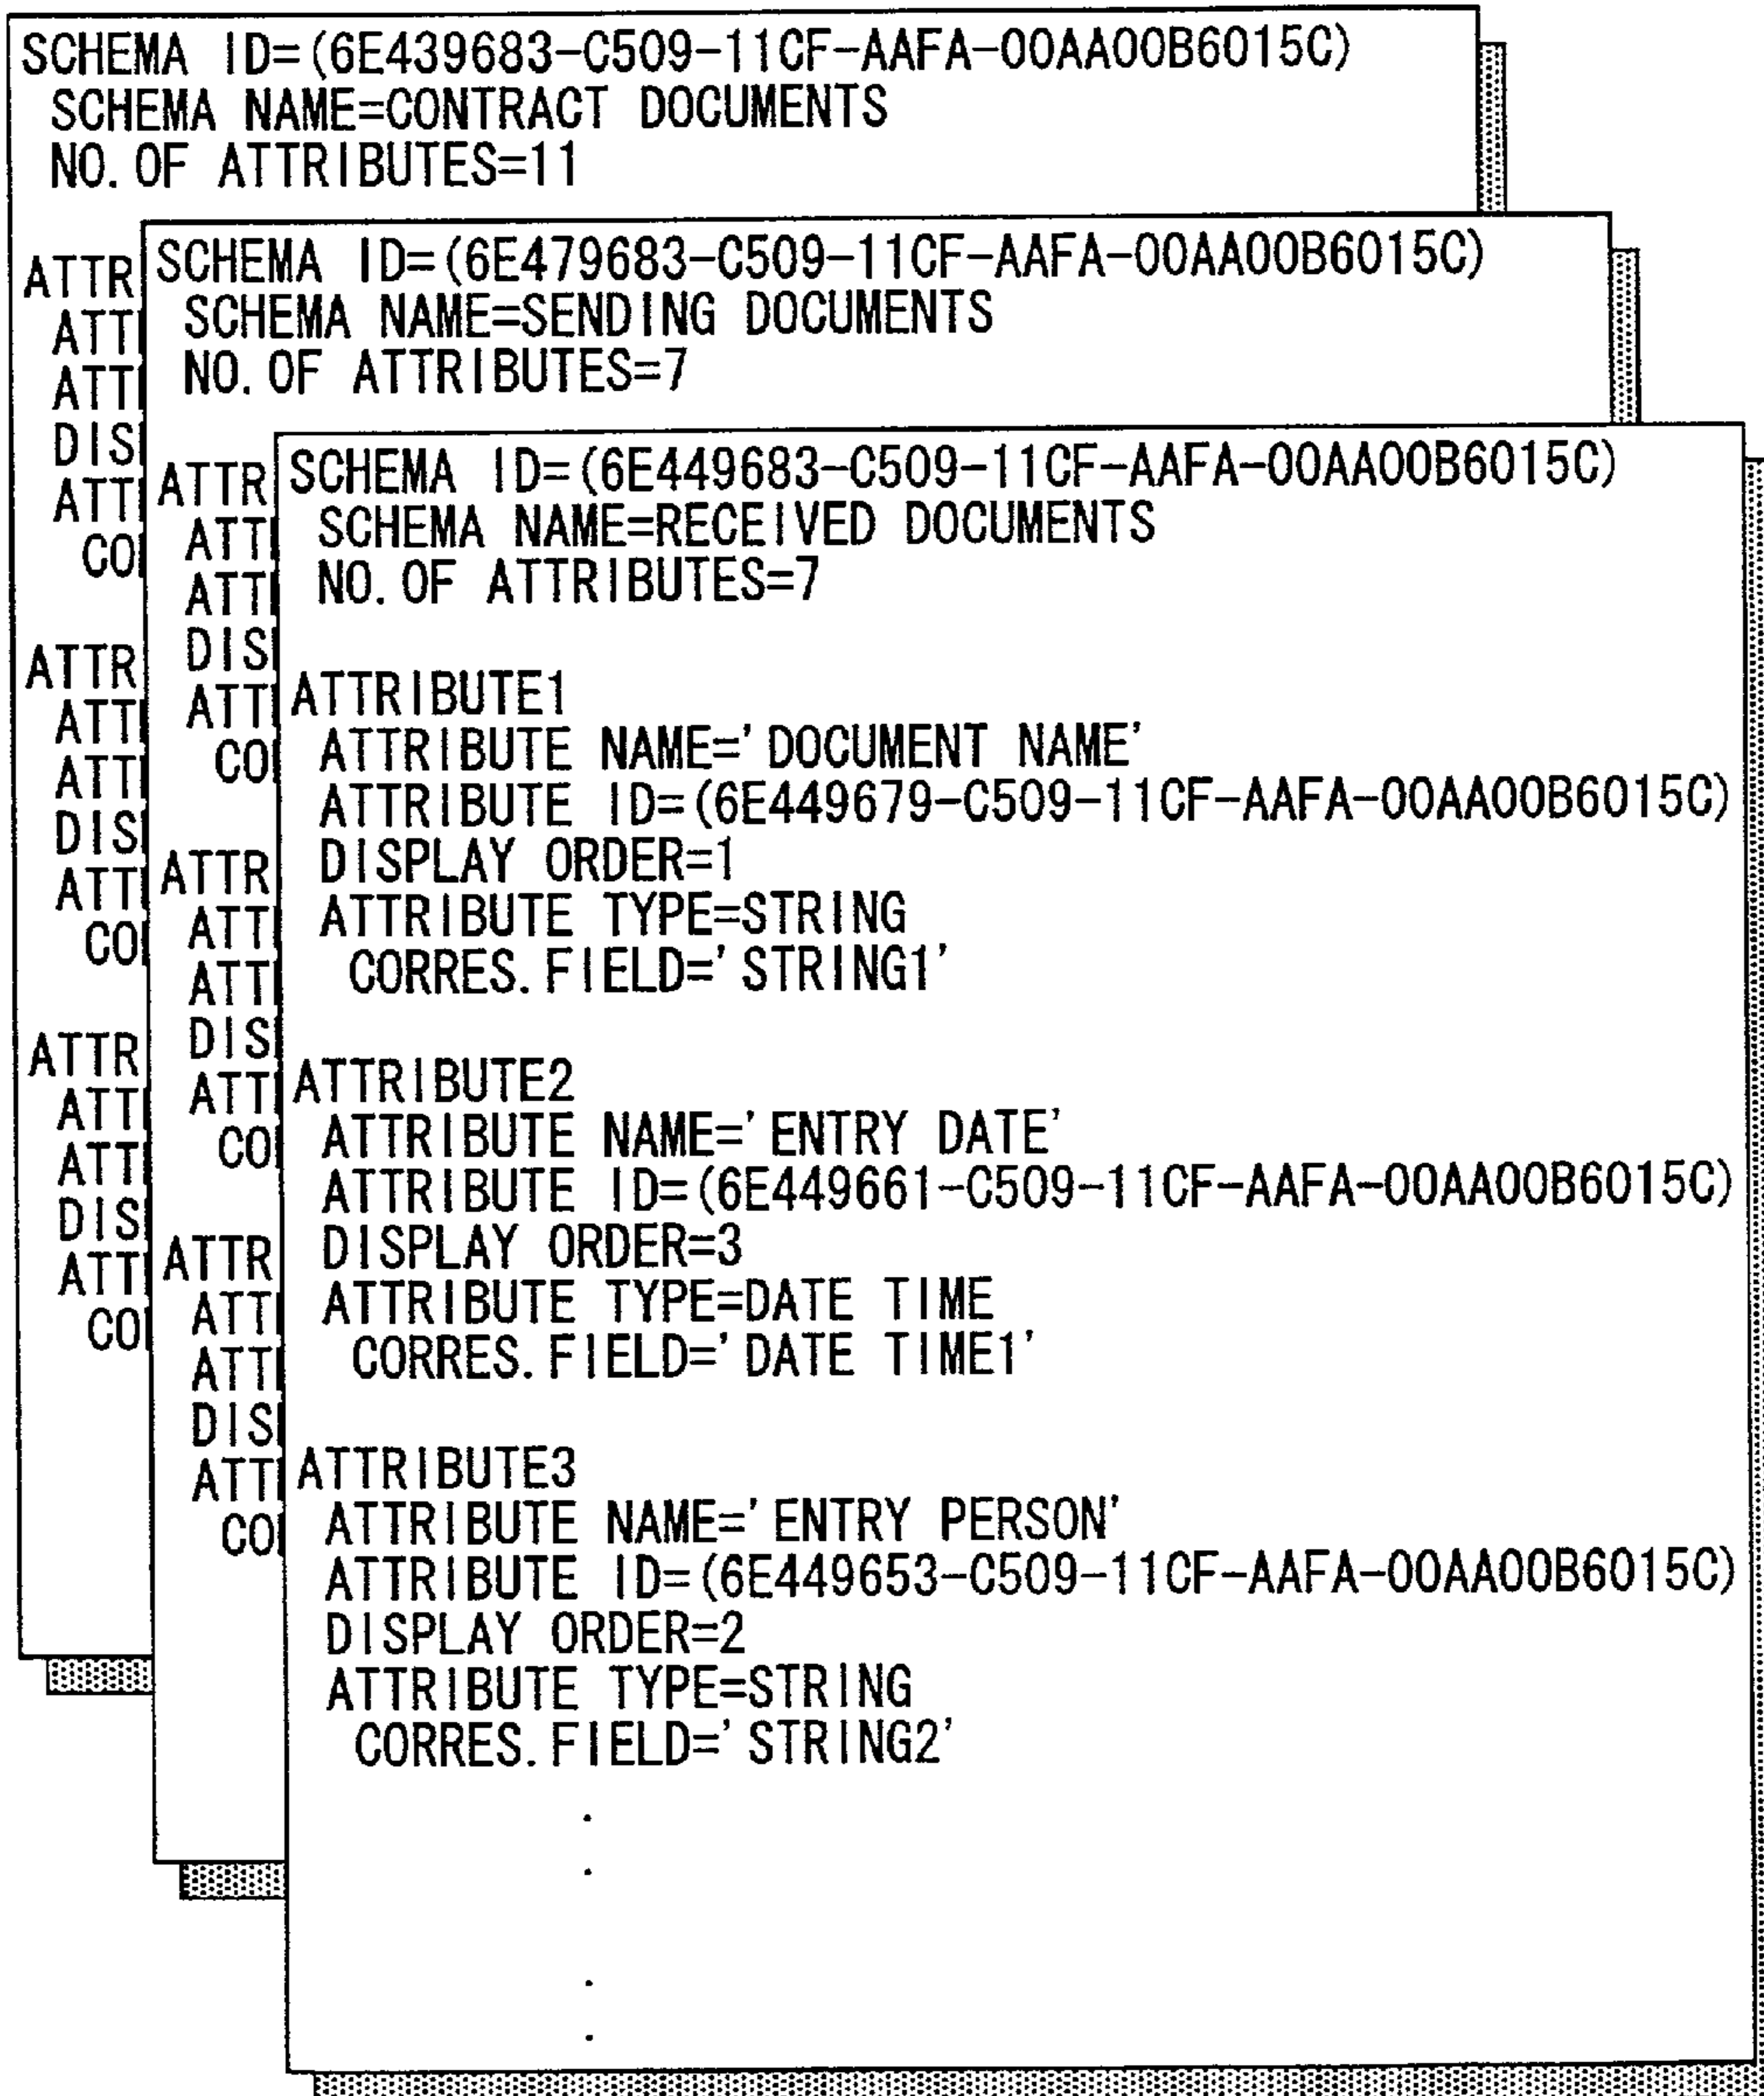 SCHEMA ID=(6E439683-C509-11CF-AAFA-00AA00B6015C)
SCHEMA NAME=CONTRACT DOCUMENTS
NO. OF ATTRIBUTES=11
SCHEMA ID=(6E479683-C509-11CF-AAFA-00AA00B6015C)
SCHEMA NAME=SENDING DOCUMENTS
NO. OF ATTRIBUTES=7
SCHEMA ID=(6E449683-C509-11CF-AAFA-00AA00B6015C)
SCHEMA NAME=RECEIVED DOCUMENTS
NO. OF ATTRIBUTES=7
ATTRIBUTE1
ATTRIBUTE NAME='DOCUMENT NAME'
ATTRIBUTE ID=(6E449679-C509-11CF-AAFA-00AA00B6015C)
DISPLAY ORDER=1
ATTRIBUTE TYPE=STRING
CORRES. FIELD='STRING1'
ATTRIBUTE2
ATTRIBUTE NAME='ENTRY DATE'
ATTRIBUTE ID=(6E449661-C509-11CF-AAFA-00AA00B6015C)
DISPLAY ORDER=3
ATTRIBUTE TYPE=DATE TIME
CORRES. FIELD='DATE TIME1'
ATTRIBUTE3
ATTRIBUTE NAME='ENTRY PERSON'
ATTRIBUTE ID=(6E449653-C509-11CF-AAFA-00AA00B6015C)
DISPLAY ORDER=2
ATTRIBUTE TYPE=STRING
CORRES. FIELD='STRING2'